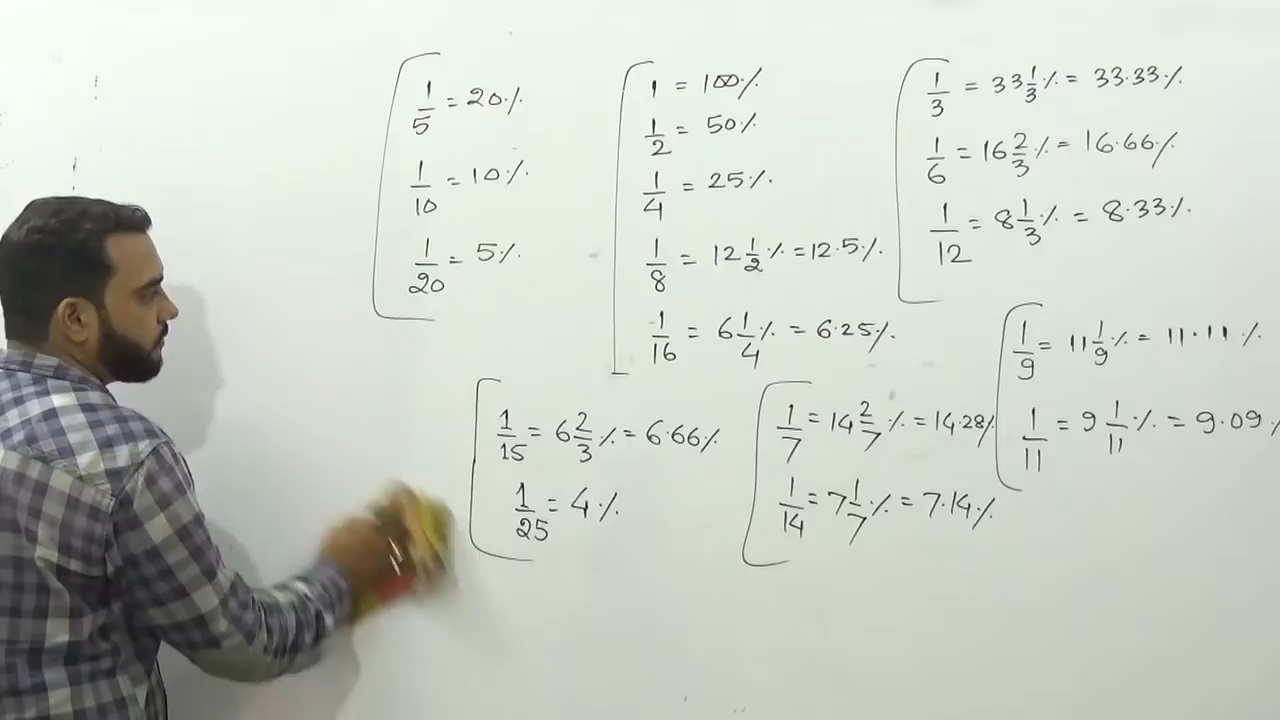 1/5 = 20%
1/10 = 10%
1/20 = 5%
1 = 100%
1/2 = 50%
1/4 = 25%
1/8 = 12 1/2% = 12.5%
1/16 = 6 1/4% = 6.25%
1/3 = 33 1/3% = 33.33%
1/6 = 16 2/3% = 16.66%
1/12 = 8 1/3% = 8.33%
1/15 = 6 2/3% = 6.66%
1/25 = 4%
1/7 = 14 2/7% = 14.28%
1/14 = 7 1/7% = 7.14%
1/9 = 11 1/9% = 11.11%
1/11 = 9 1/11% = 9.09%